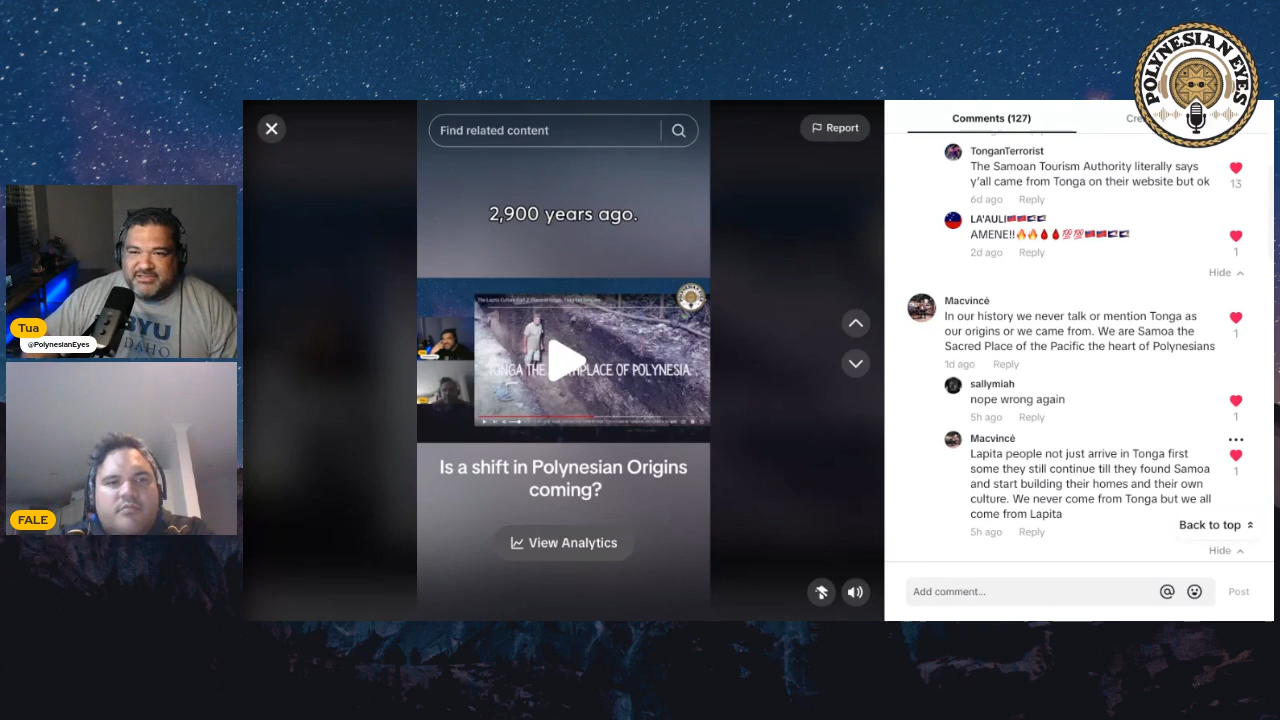 POLYNESIAN EYES
Comments (127)
Find related content
Report
TonganTerrorist
The Samoan Tourism Authority literally says
y'all came from Tonga on their website but ok
13
6d ago Reply
LA'AULI
AMENE!!🔥🔥🩸🩸💯💯
1
2d ago Reply
Hide
2,900 years ago.
Macvincè
In our history we never talk or mention Tonga as
our origins or we came from. We are Samoa the
Sacred Place of the Pacific the heart of Polynesians
1
1d ago Reply
sallymiah
nope wrong again
1
5h ago Reply
Macvincè
Lapita people not just arrive in Tonga first
some they still continue till they found Samoa
and start building their homes and their own
culture. We never come from Tonga but we all
come from Lapita
1
5h ago Reply
Back to top
Hide
Add comment...
Post
TONGA THE BIRTHPLACE OF POLYNESIA
Is a shift in Polynesian Origins
coming?
View Analytics
BYU
IDAHO
Tua
@PolynesianEyes
FALE